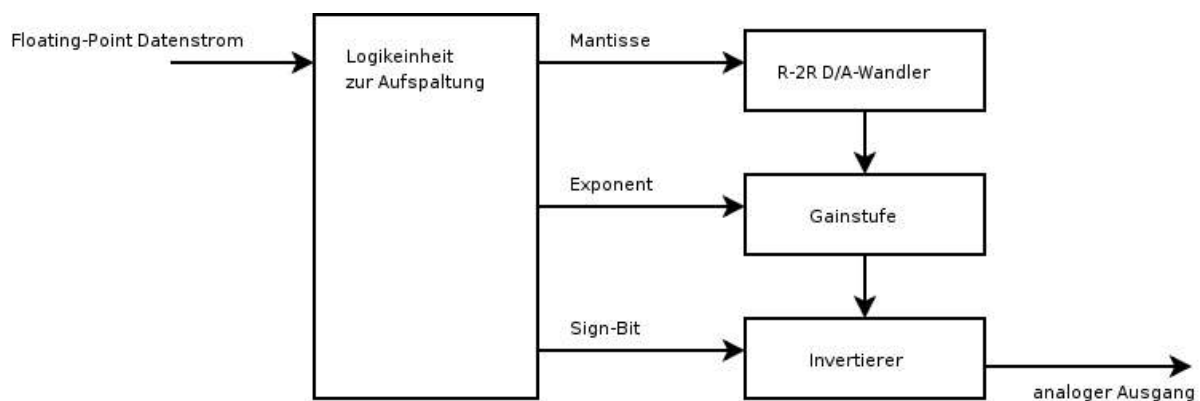 Floating-Point Datenstrom
Logikeinheit
zur Aufspaltung
Mantisse
R-2R D/A-Wandler
Exponent
Gainstufe
Sign-Bit
Invertierer
analoger Ausgang